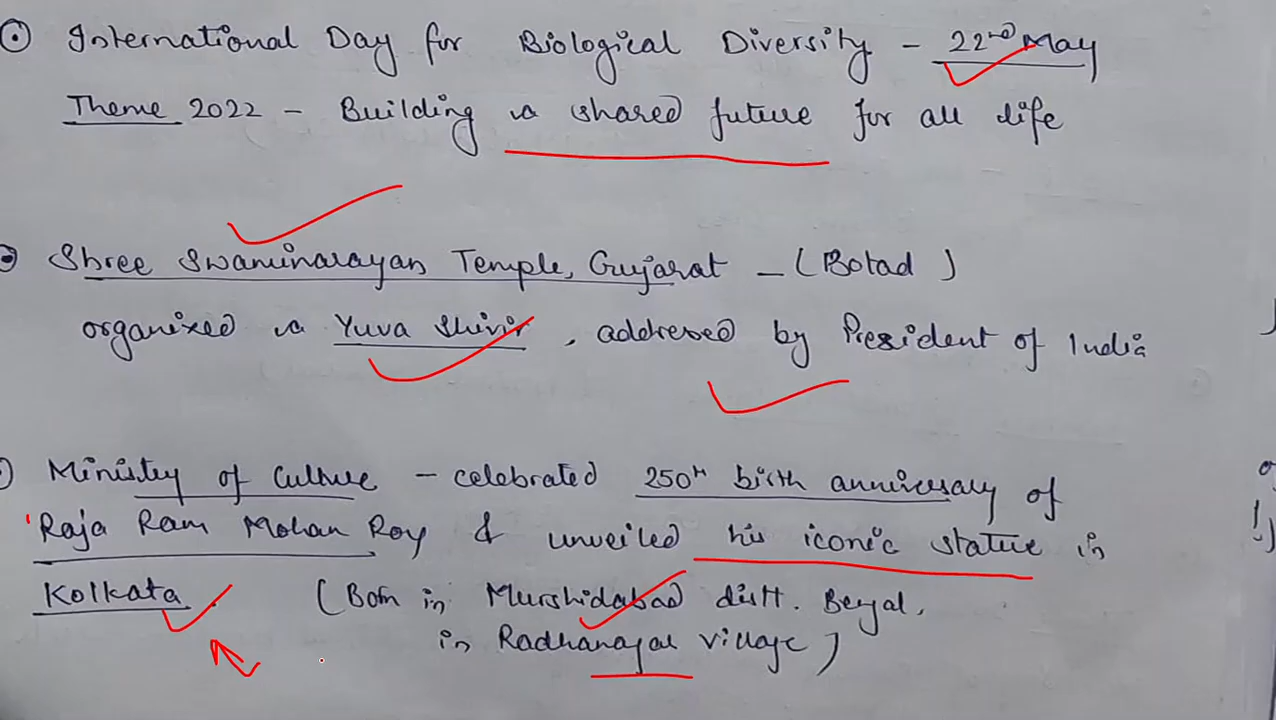 International Day for Biological Diversity - 22nd May
Theme 2022 - Building a shared future for all life
Shree Swaminarayan Temple, Gujarat - (Botad)
organized a Yuva Shivir, addressed by President of India
Ministry of Culture - celebrated 250th birth anniversary of
'Raja Ram Mohan Roy & unveiled his iconic statue in
Kolkata. (Born in Murshidabad distt. Bengal,
in Radhanagar village)